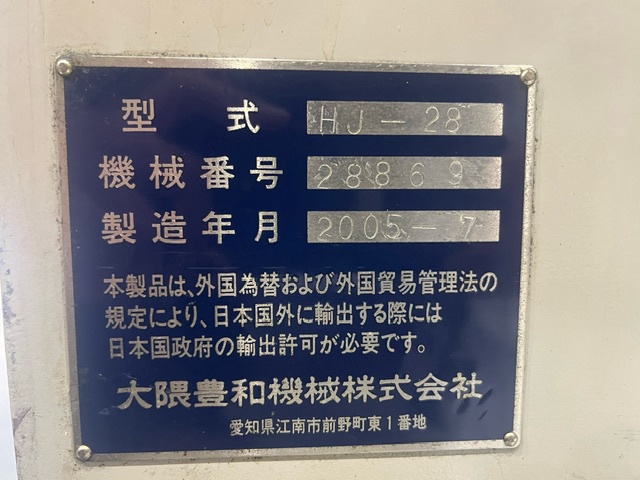 型式 HJ-28
機械番号 28869
製造年月 2005-7
本製品は、外国為替および外国貿易管理法の
規定により、日本国外に輸出する際には
日本国政府の輸出許可が必要です。
大隈豊和機械株式会社
愛知県江南市前野町東1番地